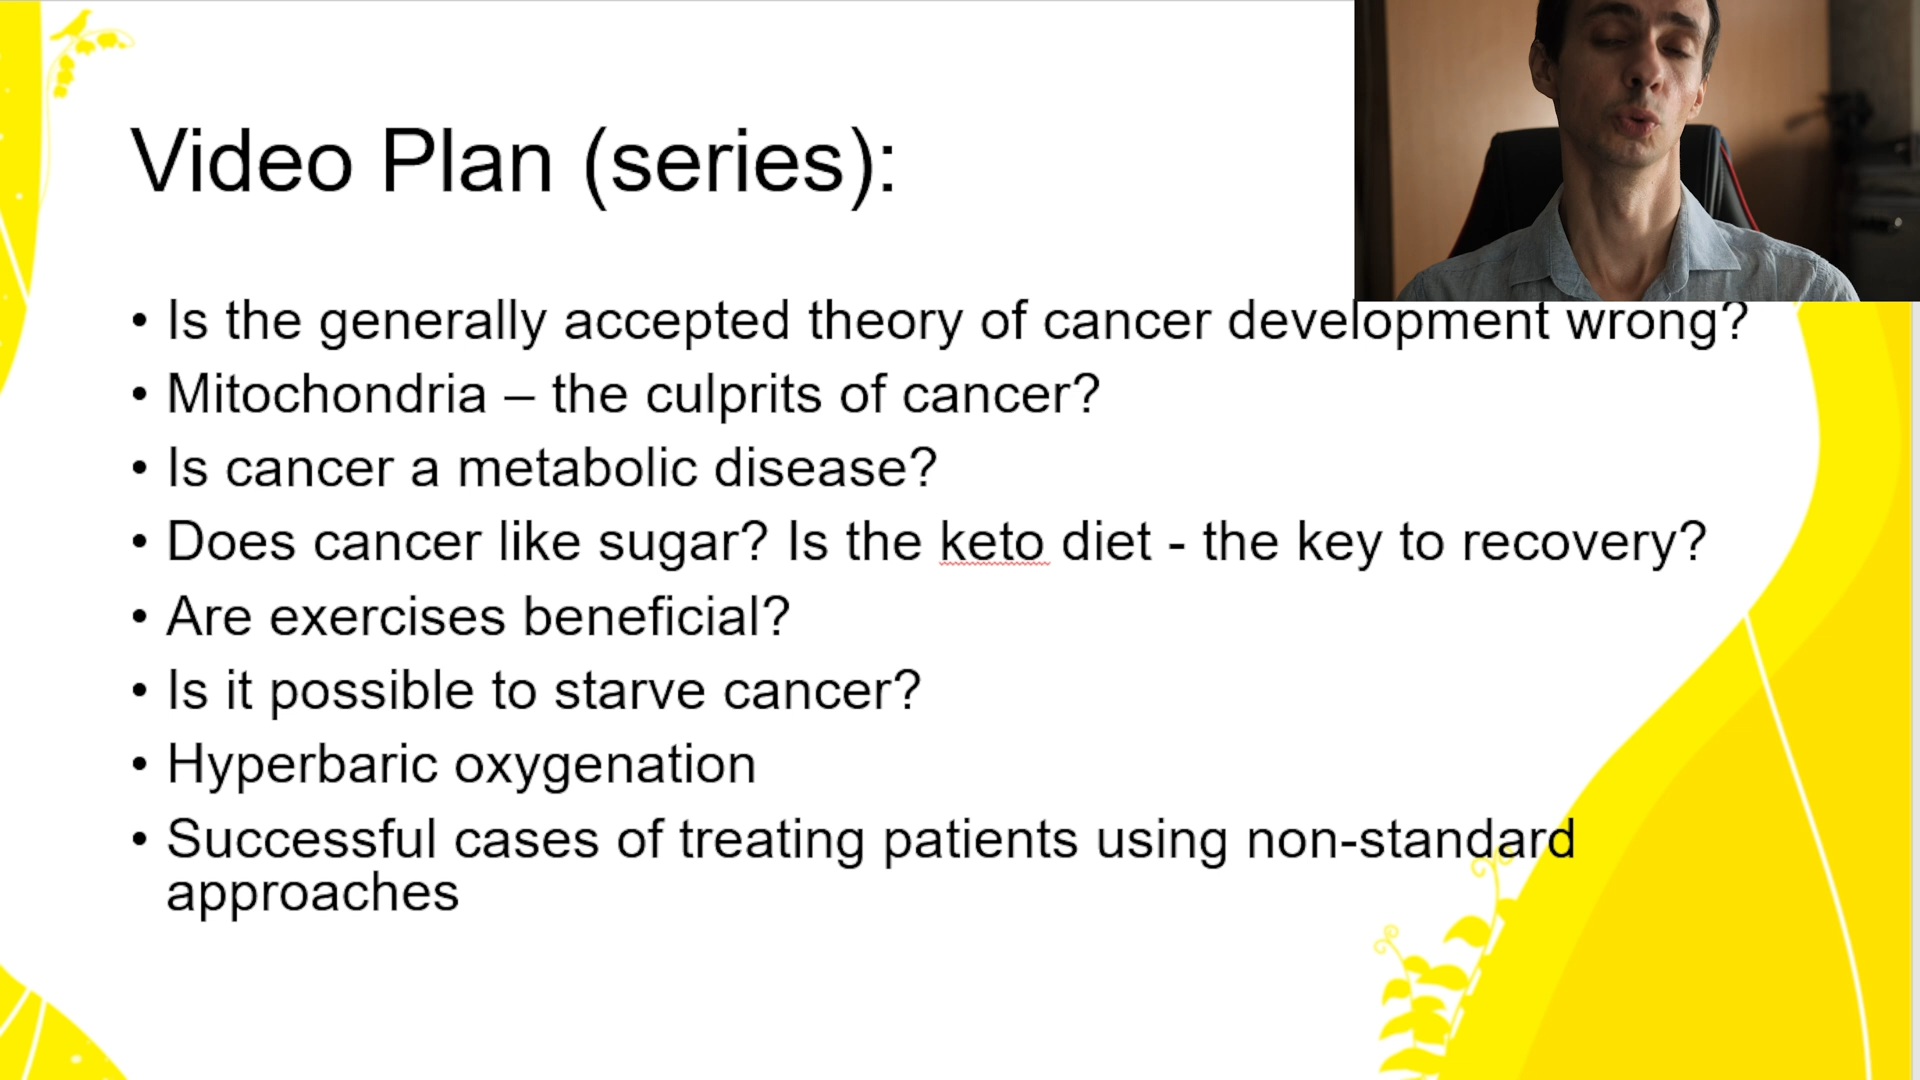 Video Plan (series):
• Is the generally accepted theory of cancer development wrong?
• Mitochondria – the culprits of cancer?
• Is cancer a metabolic disease?
• Does cancer like sugar? Is the keto diet - the key to recovery?
• Are exercises beneficial?
• Is it possible to starve cancer?
• Hyperbaric oxygenation
• Successful cases of treating patients using non-standard
approaches